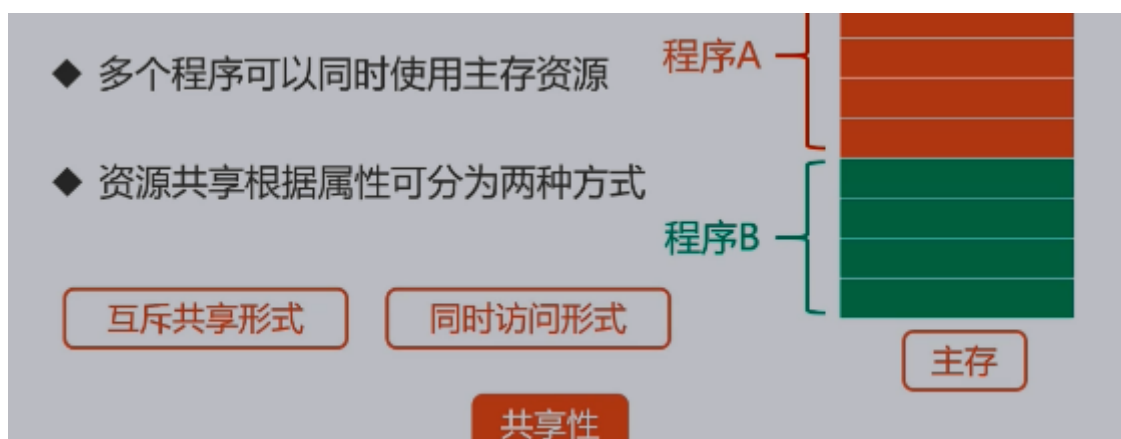 程序A
◆ 多个程序可以同时使用主存资源
◆ 资源共享根据属性可分为两种方式
程序B
互斥共享形式
同时访问形式
主存
共享性